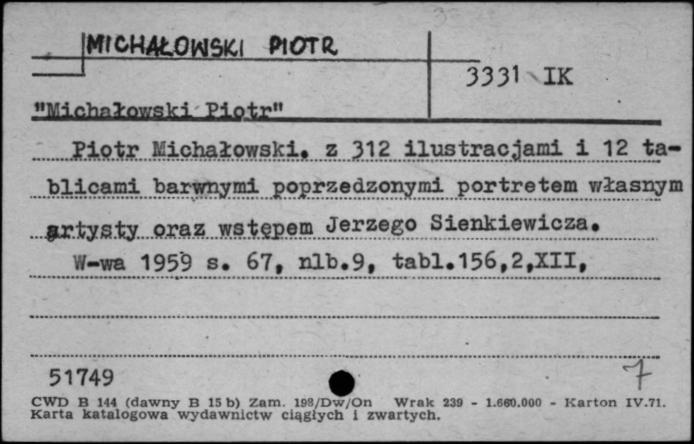 MICHAŁOWSKI PIOTR
3331 IK
"Michałowski Piotr"
Piotr Michałowski. z 312 ilustracjami i 12 ta-
blicami barwnymi poprzedzonymi portretem własnym
artysty oraz wstępem Jerzego Sienkiewicza.
W-wa 1959 s. 67, nlb.9, tabl.156,2,XII,
51749
7
CWD B 144 (dawny B 15 b) Zam. 198/Dw/On Wrak 239 - 1.660.000 - Karton IV.71.
Karta katalogowa wydawnictw ciągłych i zwartych.